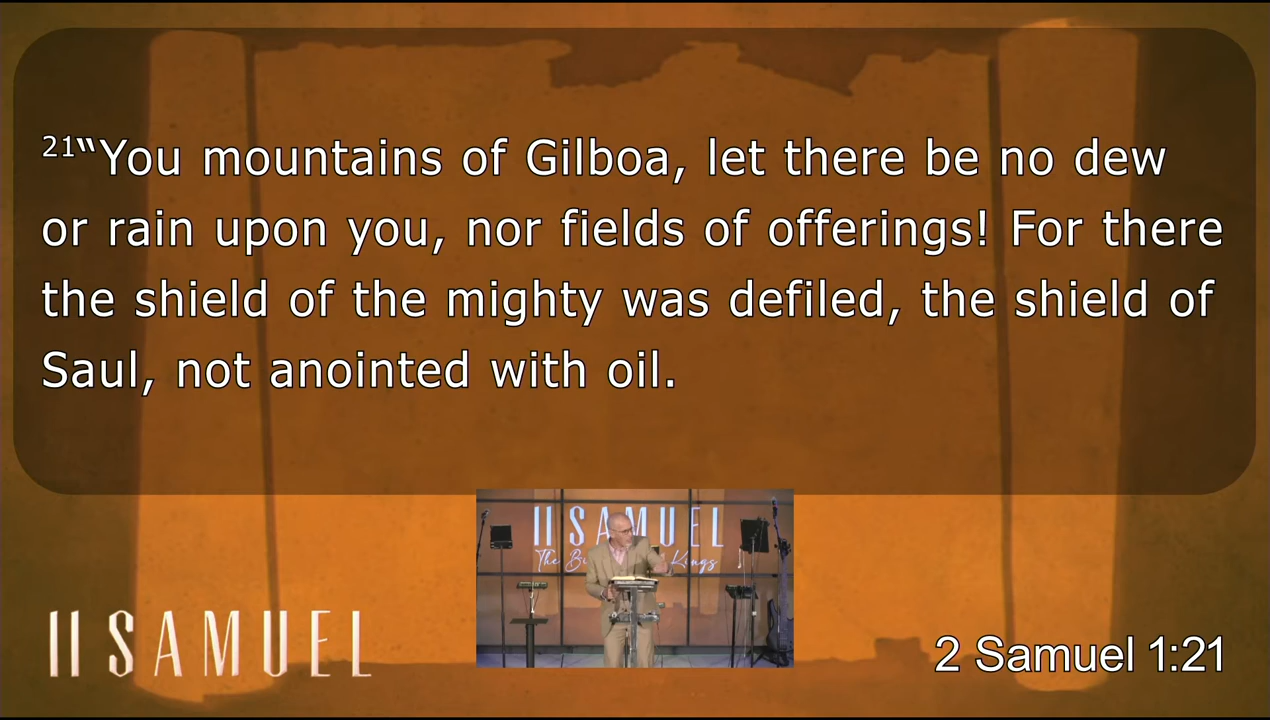 21“You mountains of Gilboa, let there be no dew
or rain upon you, nor fields of offerings! For there
the shield of the mighty was defiled, the shield of
Saul, not anointed with oil.
II SAMUEL
The Kings
II SAMUEL
2 Samuel 1:21